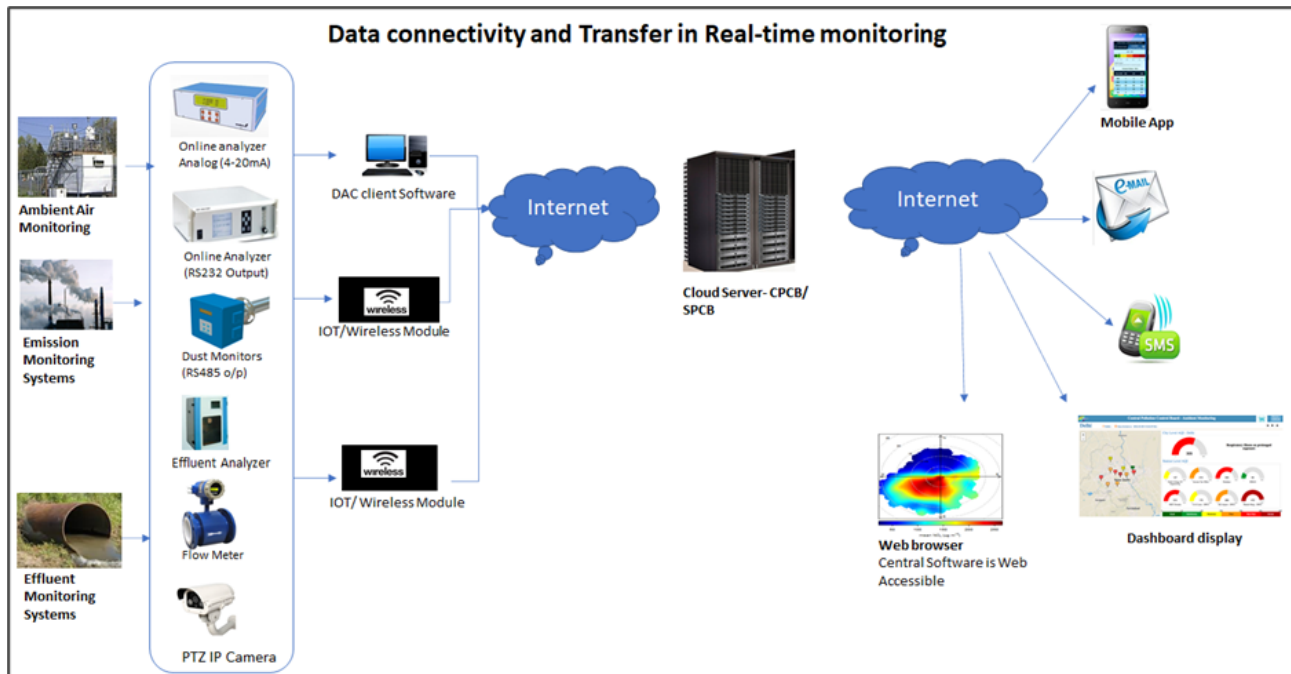 Data connectivity and Transfer in Real-time monitoring
Ambient Air
Monitoring
Emission
Monitoring
Systems
Effluent
Monitoring
Systems
Online analyzer
Analog (4-20mA)
Online Analyzer
(RS232 Output)
Dust Monitors
(RS485 o/p)
Effluent Analyzer
Flow Meter
PTZ IP Camera
DAC client Software
wireless
IOT/Wireless Module
wireless
IOT/ Wireless Module
Internet
Cloud Server- CPCB/
SPCB
Internet
Mobile App
e-MAIL
SMS
Web browser
Central Software is Web
Accessible
Dashboard display